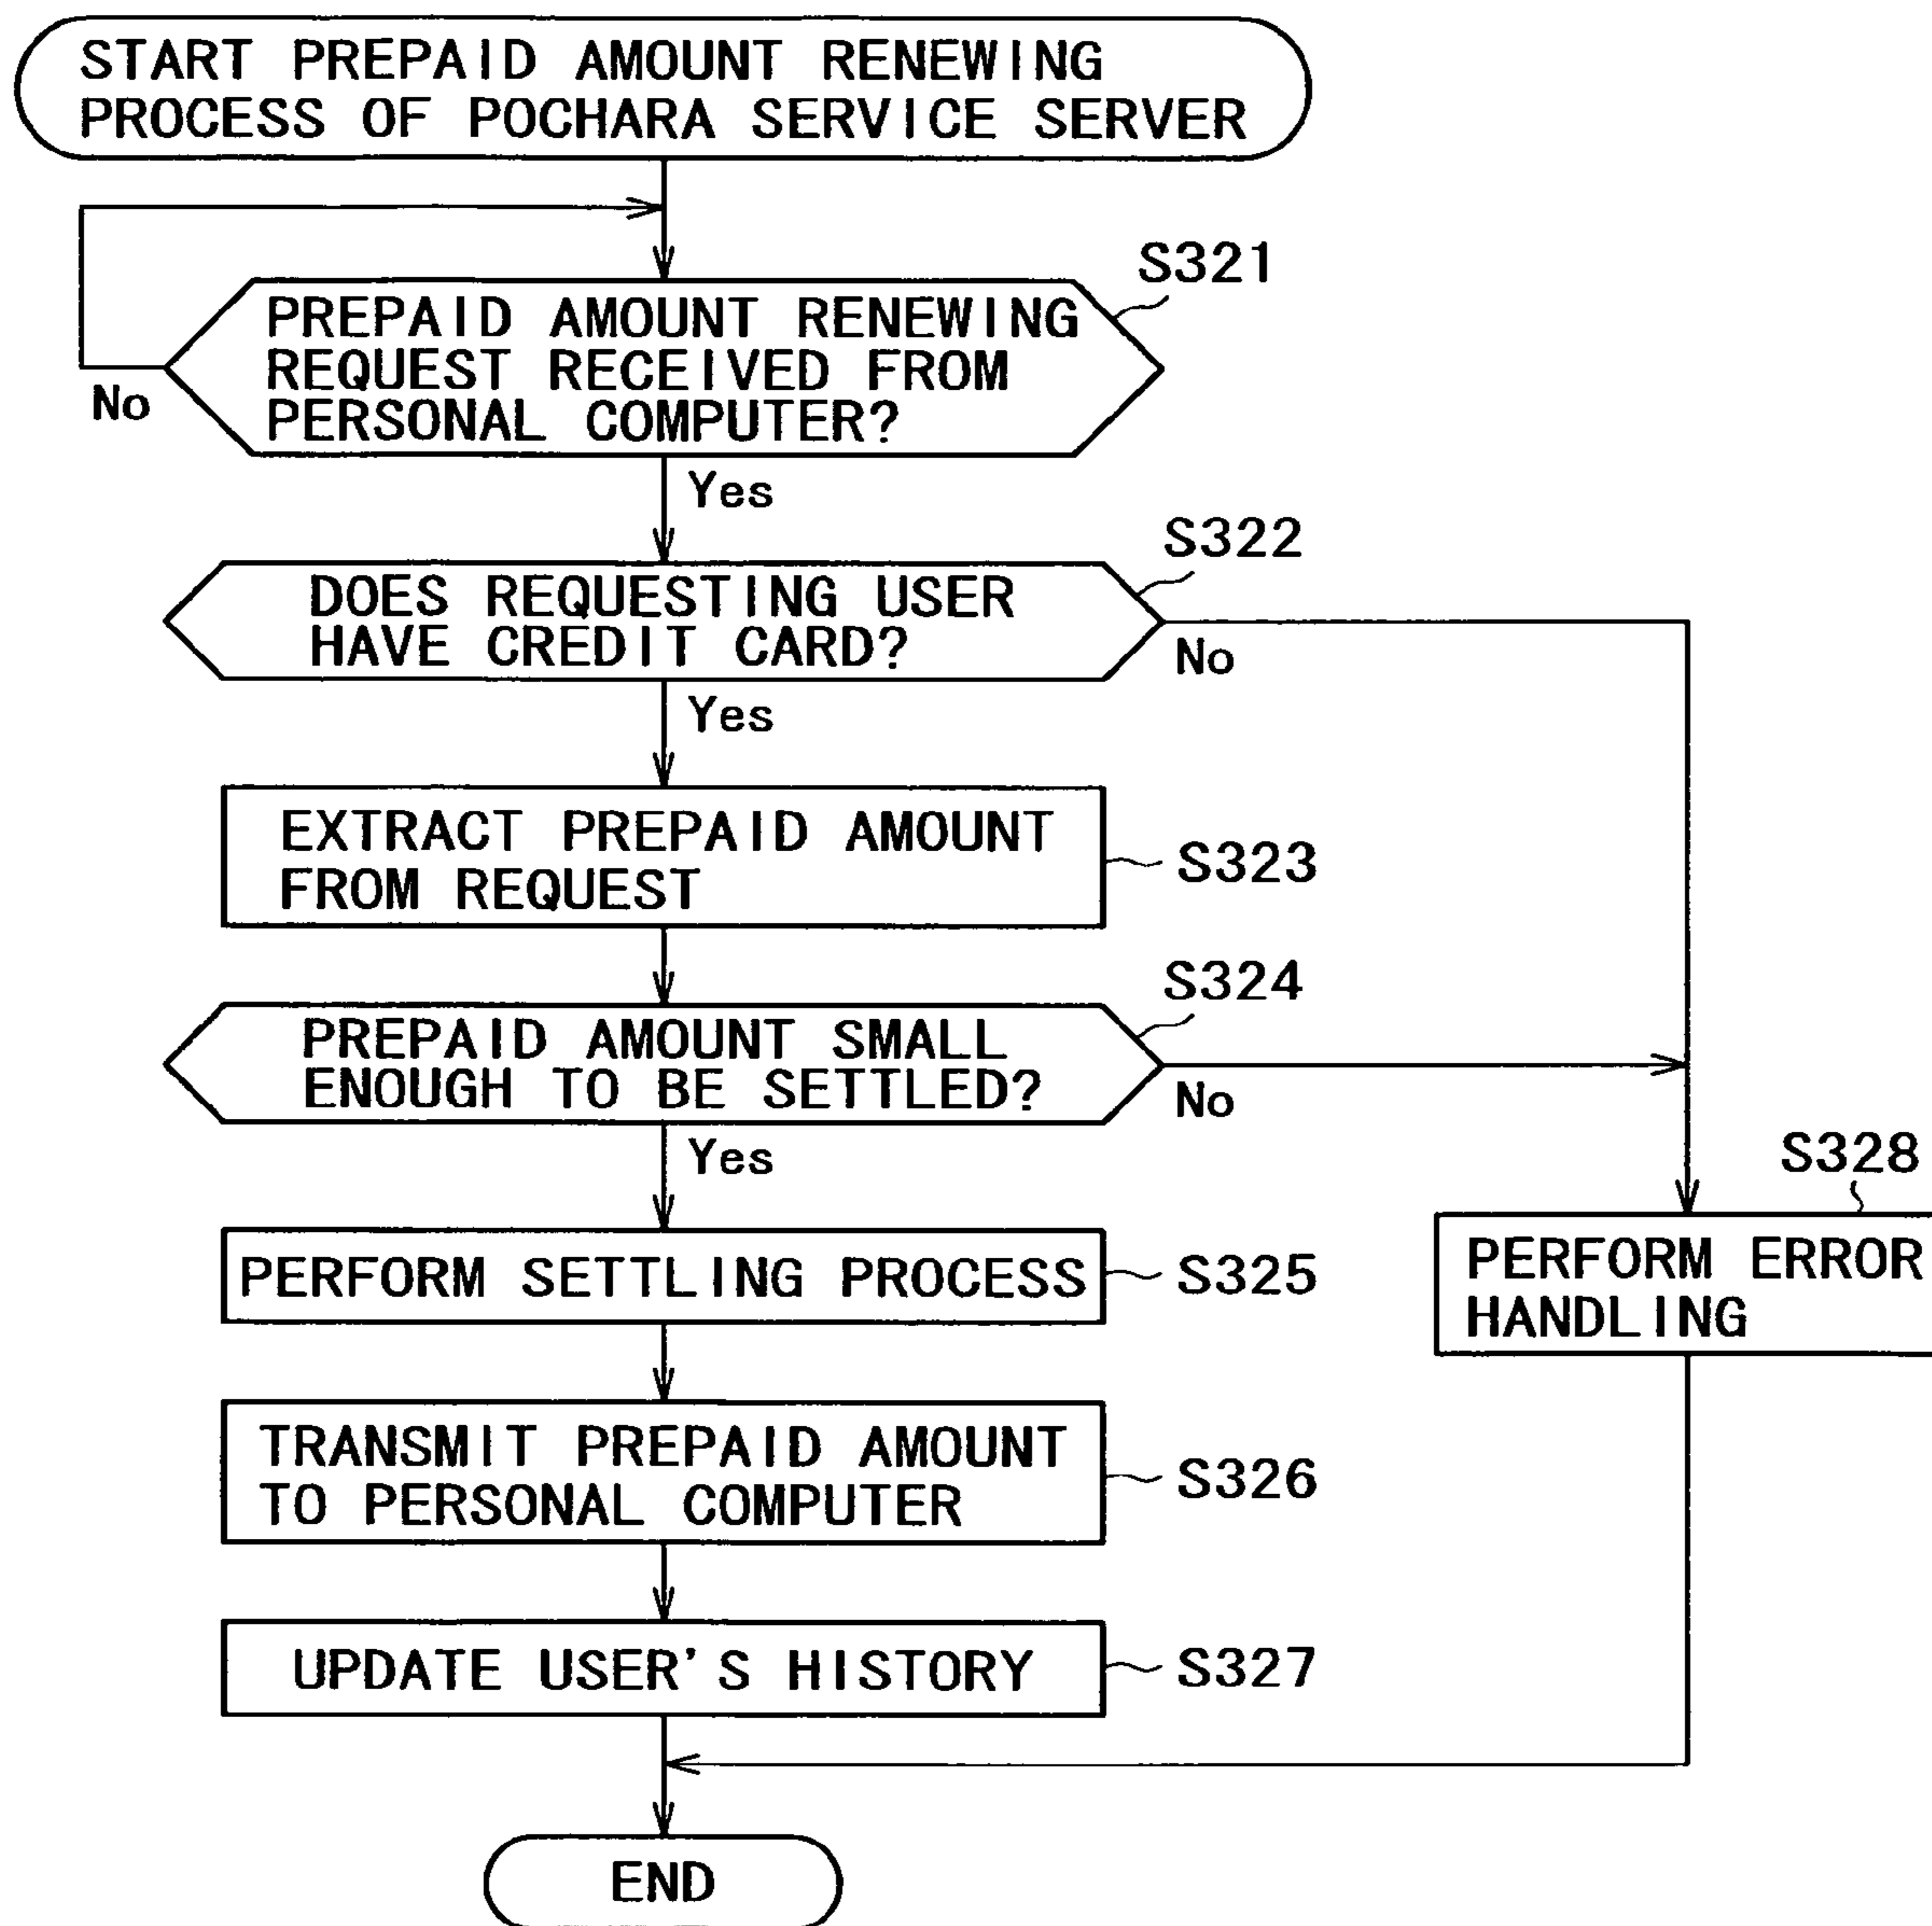 START PREPAID AMOUNT RENEWING
PROCESS OF POCHARA SERVICE SERVER
S321
PREPAID AMOUNT RENEWING
REQUEST RECEIVED FROM
PERSONAL COMPUTER?
No
Yes
S322
DOES REQUESTING USER
HAVE CREDIT CARD?
No
Yes
EXTRACT PREPAID AMOUNT
FROM REQUEST
S323
S324
PREPAID AMOUNT SMALL
ENOUGH TO BE SETTLED?
No
Yes
S328
PERFORM ERROR
HANDLING
PERFORM SETTLING PROCESS
S325
TRANSMIT PREPAID AMOUNT
TO PERSONAL COMPUTER
S326
UPDATE USER'S HISTORY
S327
END